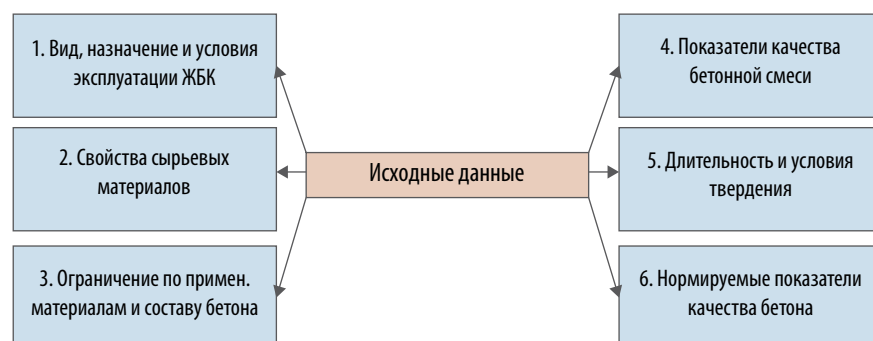 1. Вид, назначение и условия
эксплуатации ЖБК
2. Свойства сырьевых
материалов
3. Ограничение по примен.
материалам и составу бетона
Исходные данные
4. Показатели качества
бетонной смеси
5. Длительность и условия
твердения
6. Нормируемые показатели
качества бетона